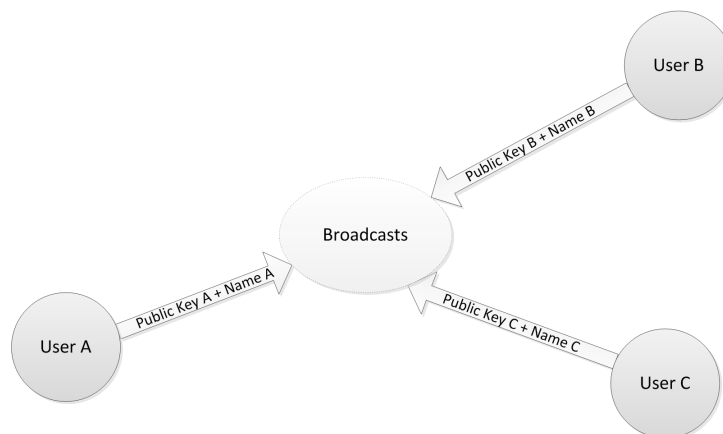 User B
Public Key B + Name B
Broadcasts
Public Key A + Name A
Public Key C + Name C
User A
User C